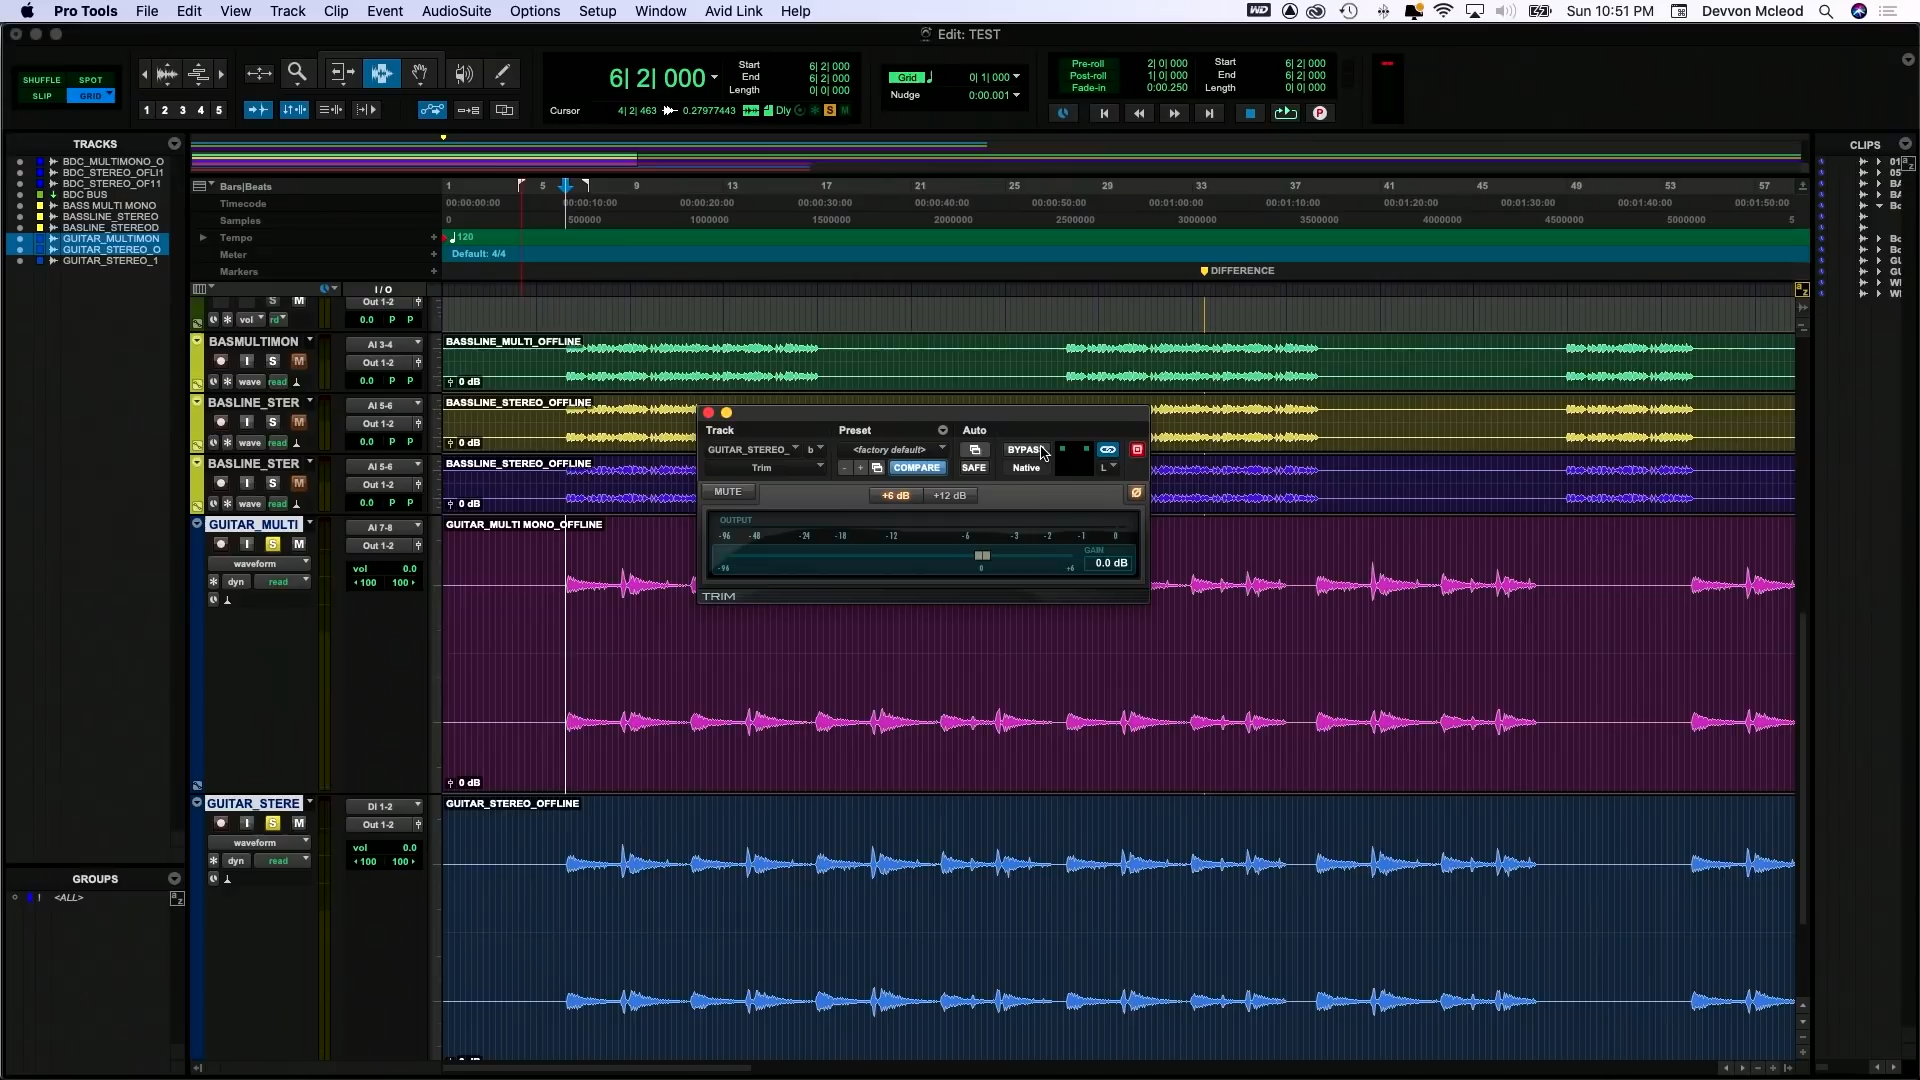 Pro Tools File Edit View Track Clip Event AudioSuite Options Setup Window Avid Link Help
WD Sun 10:51 PM Devvon Mcleod
Edit: TEST
SHUFFLE SPOT
SLIP GRID
1 2 3 4 5
6| 2| 000
Start 6| 2| 000
End 6| 2| 000
Length 0| 0| 000
Cursor 4| 2| 463 0.27977443 Dly S M
Grid 0| 1| 000
Nudge 0:00.001
Pre-roll 2| 0| 000
Post-roll 1| 0| 000
Fade-in 0:00.250
Start 6| 2| 000
End 6| 2| 000
Length 0| 0| 000
P
TRACKS
BDC_MULTIMONO_O
BDC_STEREO_OFLI1
BDC_STEREO_OF11
BDC BUS
BASS MULTI MONO
BASSLINE_STEREO
BASLINE_STEREOD
GUITAR_MULTIMON
GUITAR_STEREO_O
GUITAR_STEREO_1
GROUPS
! <ALL>
CLIPS
01
05
BA
BA
Bo
Bo
Bo
GU
GU
WI
WI
Bars|Beats 1 5 9 13 17 21 25 29 33 37 41 45 49 53 57
Timecode 00:00:00:00 00:00:10:00 00:00:20:00 00:00:30:00 00:00:40:00 00:00:50:00 00:01:00:00 00:01:10:00 00:01:20:00 00:01:30:00 00:01:40:00 00:01:50:00
Samples 0 500000 1000000 1500000 2000000 2500000 3000000 3500000 4000000 4500000 5000000 5
Tempo 120
Meter Default: 4/4
Markers DIFFERENCE
I / O
S M Out 1-2
vol rd 0.0 P P
BASMULTIMON AI 3-4 BASSLINE_MULTI_OFFLINE
I S M Out 1-2
wave read 0.0 P P 0 dB
BASLINE_STER AI 5-6 BASSLINE_STEREO_OFFLINE
I S M Out 1-2
wave read 0.0 P P 0 dB
BASLINE_STER AI 5-6 BASSLINE_STEREO_OFFLINE
I S M Out 1-2
wave read 0.0 P P 0 dB
GUITAR_MULTI AI 7-8 GUITAR_MULTI MONO_OFFLINE
I S M Out 1-2
waveform vol 0.0
dyn read 100 100
0 dB
GUITAR_STERE DI 1-2 GUITAR_STEREO_OFFLINE
I S M Out 1-2
waveform vol 0.0
dyn read 100 100
Track Preset Auto
GUITAR_STEREO_ b <factory default> BYPASS
Trim - + COMPARE SAFE Native L
MUTE +6 dB +12 dB
OUTPUT
-96 -48 -24 -18 -12 -6 -3 -2 -1 0
GAIN
0.0 dB
-96 0 +6
TRIM